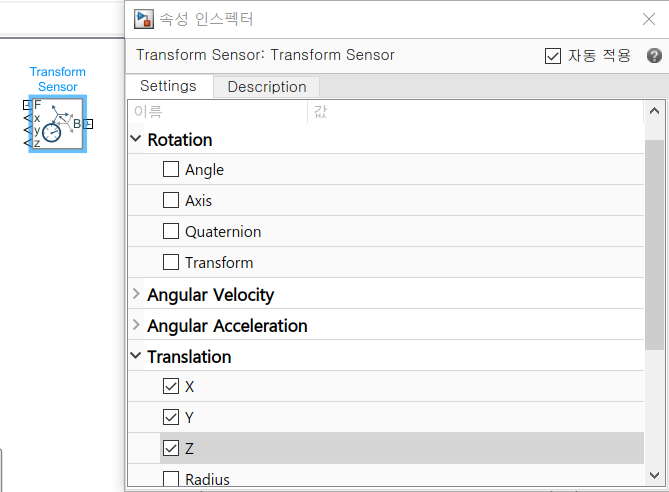 속성 인스펙터
Transform Sensor: Transform Sensor
자동 적용
Settings
Description
이름
값
Rotation
Angle
Axis
Quaternion
Transform
Angular Velocity
Angular Acceleration
Translation
X
Y
Z
Radius
Transform
Sensor
F
x
y
B
z